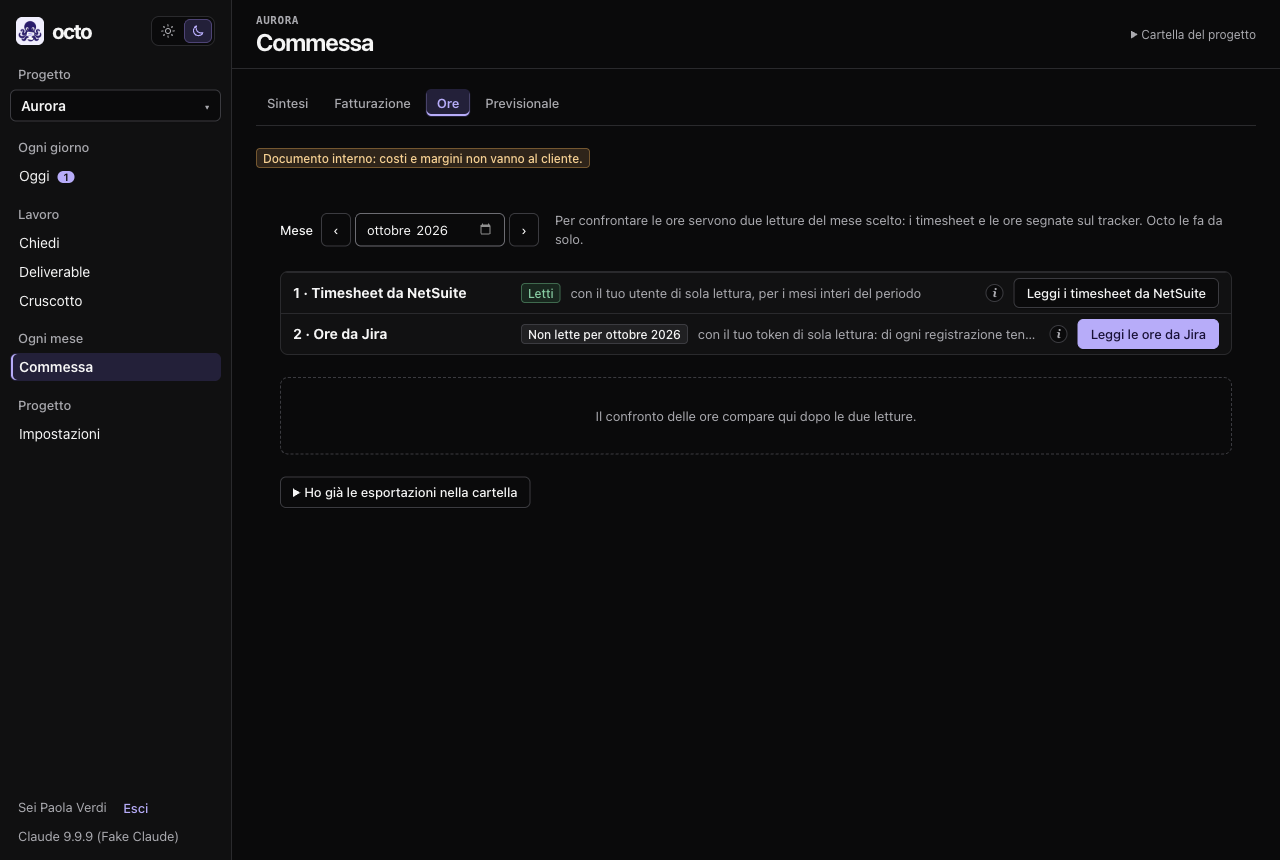 octo
Progetto
Aurora
Ogni giorno
Oggi 1
Lavoro
Chiedi
Deliverable
Cruscotto
Ogni mese
Commessa
Progetto
Impostazioni
Sei Paola Verdi Esci
Claude 9.9.9 (Fake Claude)
AURORA
Commessa
Cartella del progetto
Sintesi Fatturazione Ore Previsionale
Documento interno: costi e margini non vanno al cliente.
Mese ‹ ottobre 2026 ›
Per confrontare le ore servono due letture del mese scelto: i timesheet e le ore segnate sul tracker. Octo le fa da
solo.
1 · Timesheet da NetSuite Letti con il tuo utente di sola lettura, per i mesi interi del periodo i Leggi i timesheet da NetSuite
2 · Ore da Jira Non lette per ottobre 2026 con il tuo token di sola lettura: di ogni registrazione ten... i Leggi le ore da Jira
Il confronto delle ore compare qui dopo le due letture.
Ho già le esportazioni nella cartella